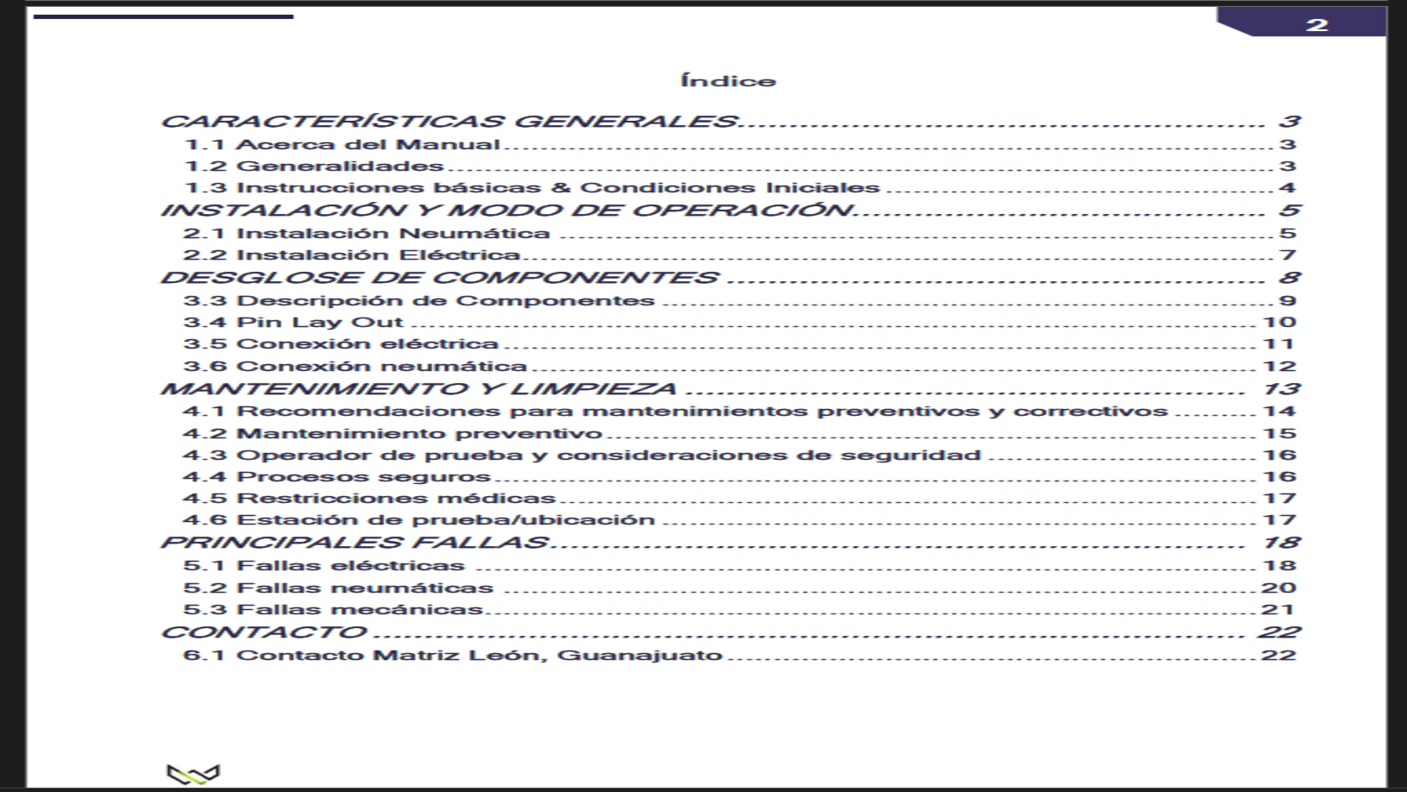 2
Índice
CARACTERÍSTICAS GENERALES.................................................... 3
1.1 Acerca del Manual.................................................... 3
1.2 Generalidades.................................................... 3
1.3 Instrucciones básicas & Condiciones Iniciales .................................................... 4
INSTALACIÓN Y MODO DE OPERACIÓN.................................................... 5
2.1 Instalación Neumática .................................................... 5
2.2 Instalación Eléctrica.................................................... 7
DESGLOSE DE COMPONENTES .................................................... 8
3.3 Descripción de Componentes .................................................... 9
3.4 Pin Lay Out .................................................... 10
3.5 Conexión eléctrica.................................................... 11
3.6 Conexión neumática.................................................... 12
MANTENIMIENTO Y LIMPIEZA .................................................... 13
4.1 Recomendaciones para mantenimientos preventivos y correctivos ......... 14
4.2 Mantenimiento preventivo.................................................... 15
4.3 Operador de prueba y consideraciones de seguridad .............................. 16
4.4 Procesos seguros.................................................... 16
4.5 Restricciones médicas.................................................... 17
4.6 Estación de prueba/ubicación .................................................... 17
PRINCIPALES FALLAS.................................................... 18
5.1 Fallas eléctricas .................................................... 18
5.2 Fallas neumáticas .................................................... 20
5.3 Fallas mecánicas.................................................... 21
CONTACTO .................................................... 22
6.1 Contacto Matriz León, Guanajuato.................................................... 22